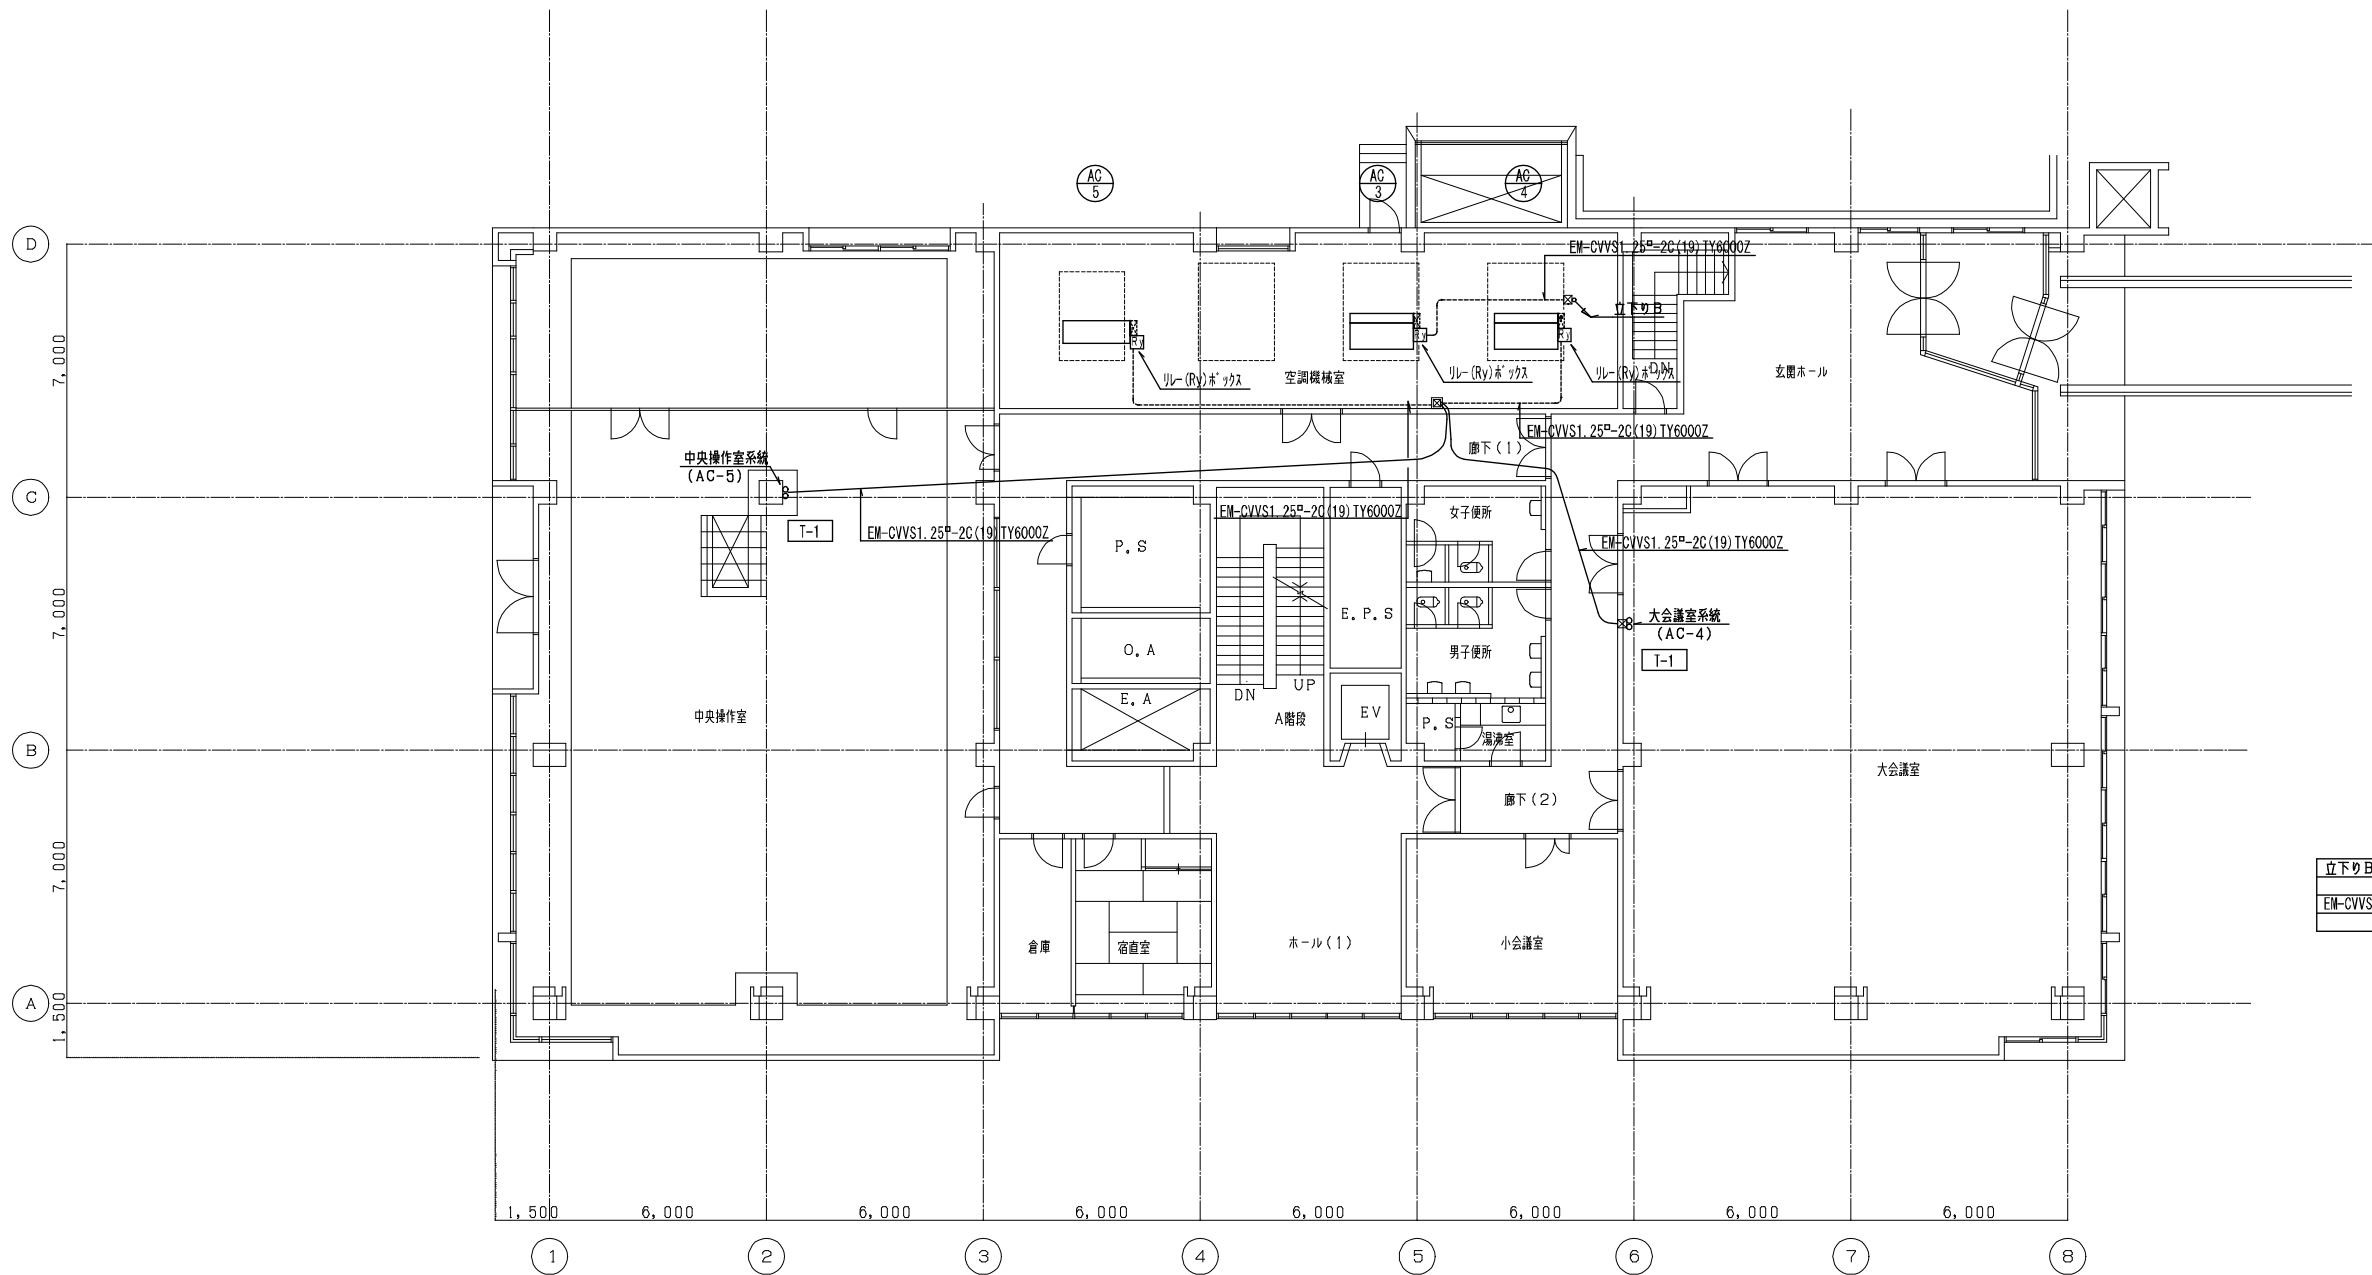 AC
5
AC
3
AC
4
D
EM-CVVS1.25□-2C(19)TY6000Z
立下りB
Ry
Ry
Ry
7,000
リレー(Ry)ボックス
空調機械室
リレー(Ry)ボックス
リレー(Ry)ボックス
DN
玄関ホール
EM-CVVS1.25□-2C(19)TY6000Z
廊下(1)
中央操作室系統
(AC-5)
C
T-1
EM-CVVS1.25□-2C(19)TY6000Z
EM-CVVS1.25□-2C(19)TY6000Z
女子便所
EM-CVVS1.25□-2C(19)TY6000Z
P.S
7,000
E.P.S
大会議室系統
(AC-4)
O.A
男子便所
T-1
E.A
DN
UP
中央操作室
A階段
EV
P.S
湯沸室
B
大会議室
廊下(2)
7,000
立下りB
EM-CVVS
倉庫
宿直室
ホール(1)
小会議室
A
1,500
1,500
6,000
6,000
6,000
6,000
6,000
6,000
6,000
1
2
3
4
5
6
7
8